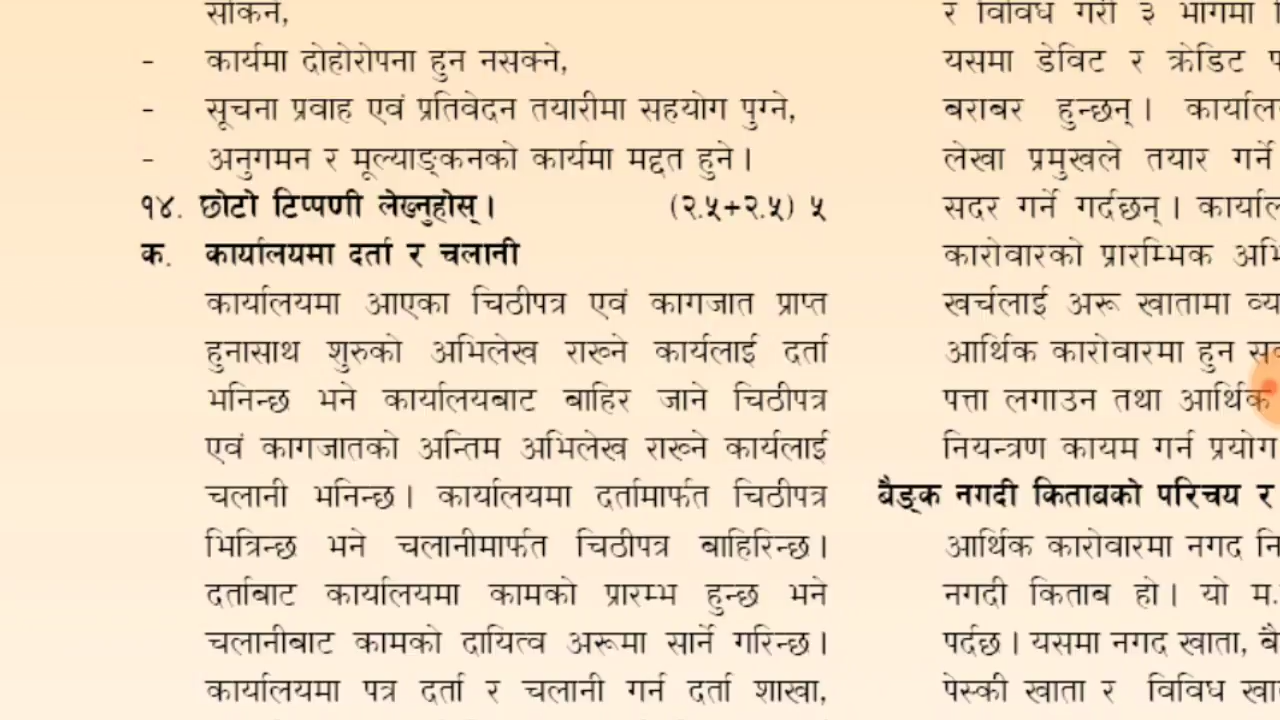 सकिने,
- कार्यमा दोहोरोपना हुन नसक्ने,
- सूचना प्रवाह एवं प्रतिवेदन तयारीमा सहयोग पुग्ने,
- अनुगमन र मूल्याङ्कनको कार्यमा मद्दत हुने।
१४. छोटो टिप्पणी लेख्नुहोस्। (२.५+२.५) ५
क. कार्यालयमा दर्ता र चलानी
कार्यालयमा आएका चिठीपत्र एवं कागजात प्राप्त
हुनासाथ शुरुको अभिलेख राख्ने कार्यलाई दर्ता
भनिन्छ भने कार्यालयबाट बाहिर जाने चिठीपत्र
एवं कागजातको अन्तिम अभिलेख राख्ने कार्यलाई
चलानी भनिन्छ। कार्यालयमा दर्तामार्फत चिठीपत्र
भित्रिन्छ भने चलानीमार्फत चिठीपत्र बाहिरिन्छ।
दर्ताबाट कार्यालयमा कामको प्रारम्भ हुन्छ भने
चलानीबाट कामको दायित्व अरूमा सार्ने गरिन्छ।
कार्यालयमा पत्र दर्ता र चलानी गर्न दर्ता शाखा,
र विविध गरी ३ भागमा
यसमा डेविट र क्रेडिट
बराबर हुन्छन्।
लेखा प्रमुखले तयार गर्ने
सदर गर्ने गर्दछन्।
कारोवारको प्रारम्भिक
खर्चलाई अरू खातामा
आर्थिक कारोवारमा हुन
पत्ता लगाउन तथा आर्थिक
नियन्त्रण कायम गर्न प्रयोग
बैङ्क नगदी किताबको परिचय र
आर्थिक कारोवारमा नगद
नगदी किताब हो। यो म.
पर्दछ। यसमा नगद खाता,
पेस्की खाता र विविध